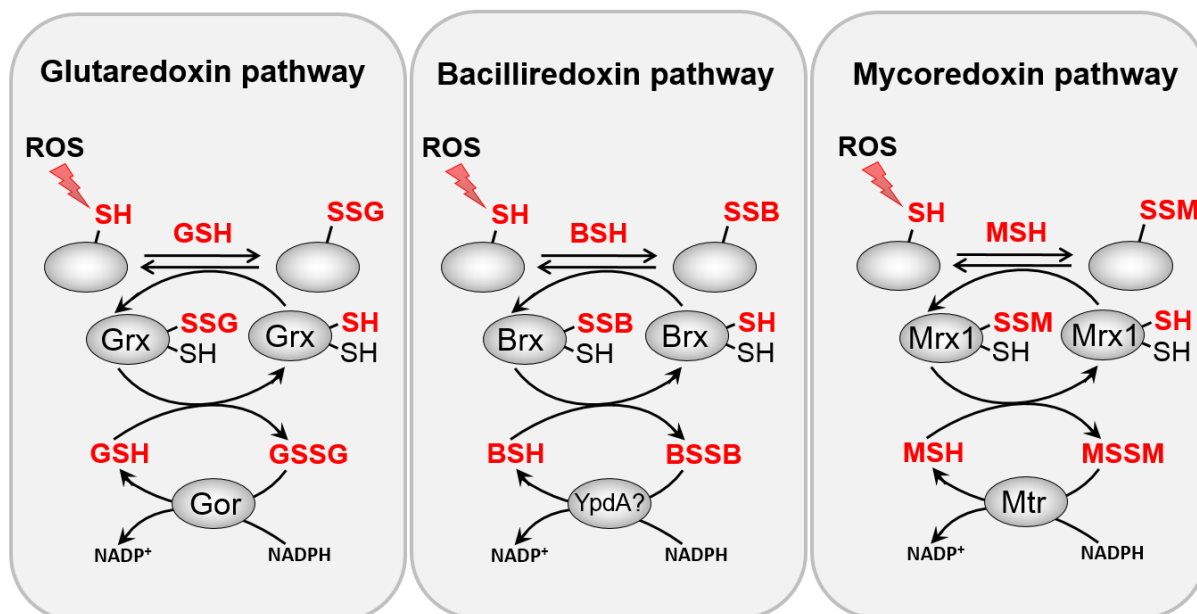 Glutaredoxin pathway
ROS
SH
GSH
SSG
Grx
SSG
SH
Grx
SH
SH
GSH
GSSG
Gor
NADP⁺
NADPH
Bacilliredoxin pathway
ROS
SH
BSH
SSB
Brx
SSB
SH
Brx
SH
SH
BSH
BSSB
YpdA?
NADP⁺
NADPH
Mycoredoxin pathway
ROS
SH
MSH
SSM
Mrx1
SSM
SH
Mrx1
SH
SH
MSH
MSSM
Mtr
NADP⁺
NADPH